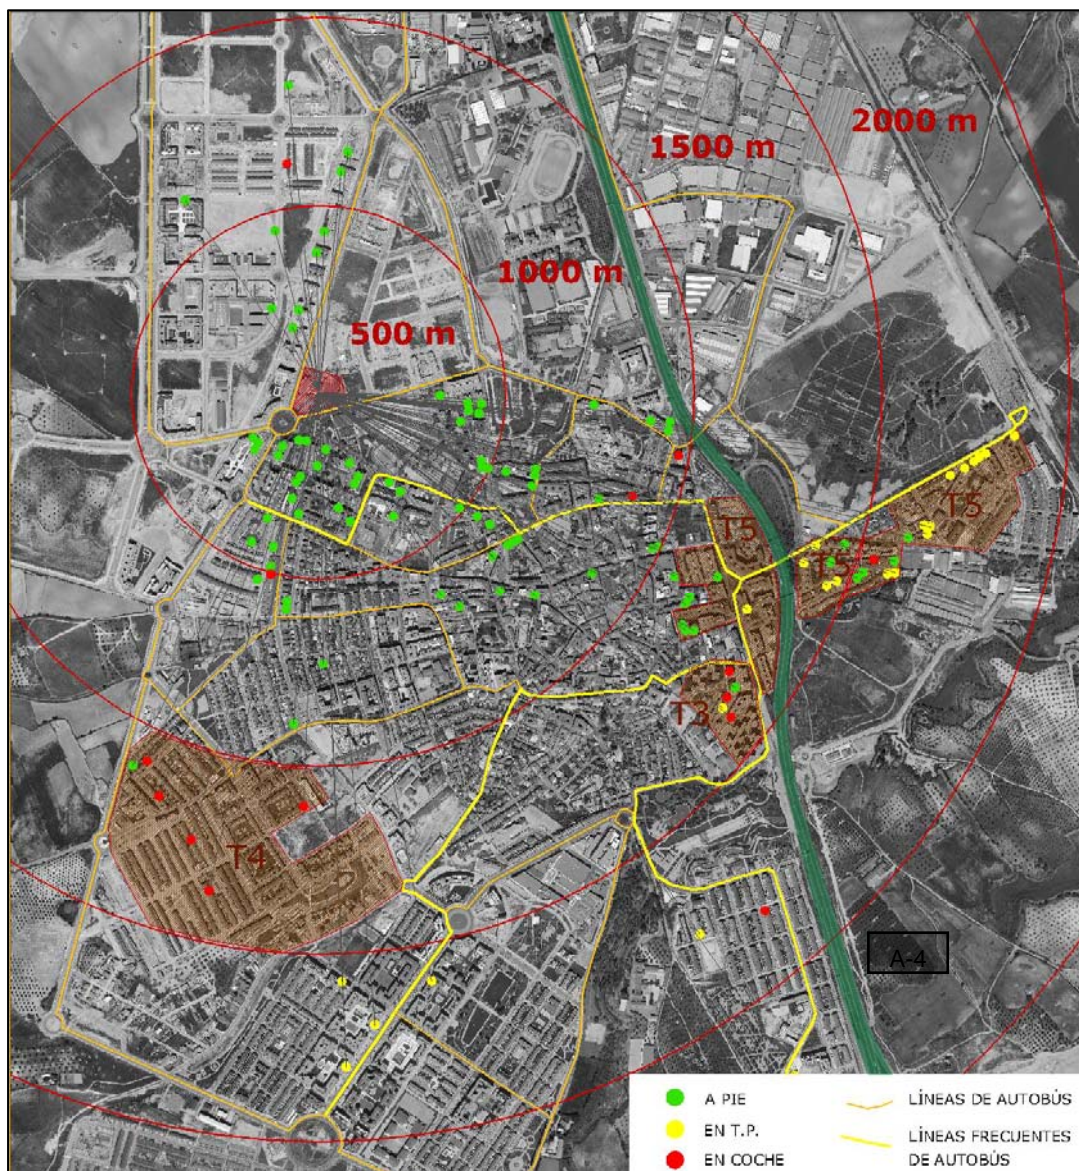 2000 m
1500 m
1000 m
500 m
T5
T5
T5
T3
T4
A-4
A PIE
EN T.P.
EN COCHE
LÍNEAS DE AUTOBÚS
LÍNEAS FRECUENTES
DE AUTOBÚS